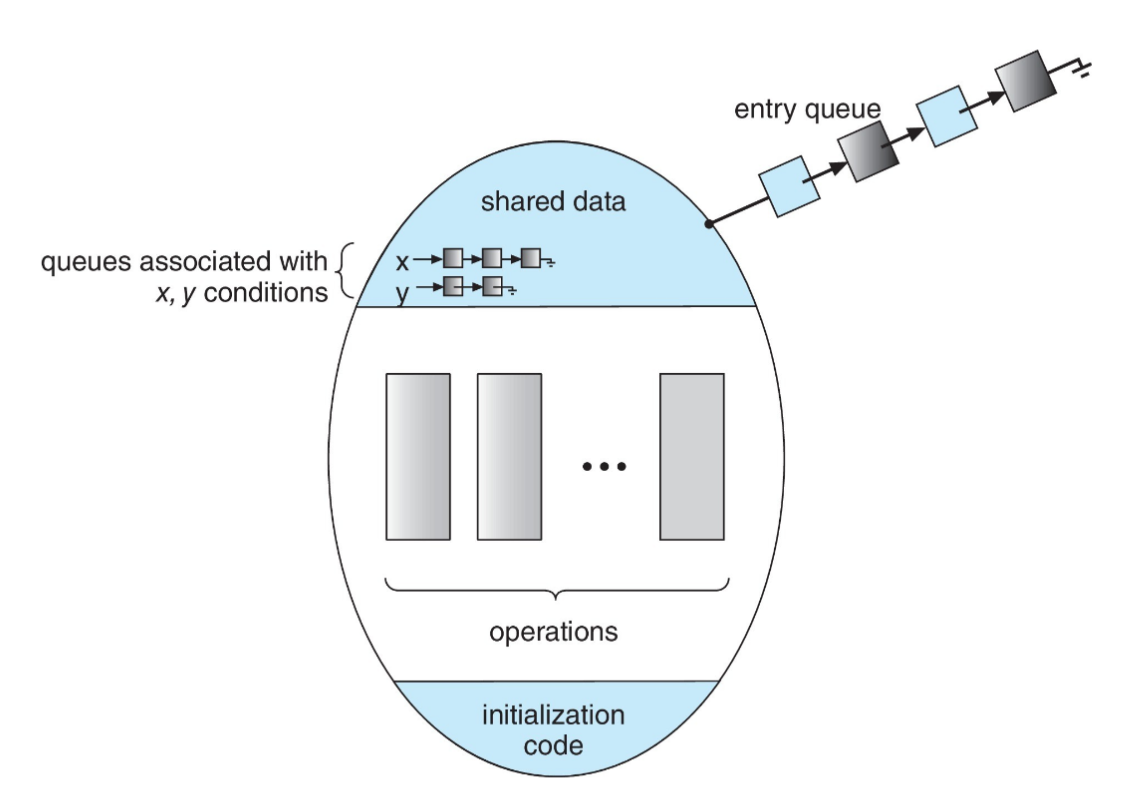 entry queue
shared data
queues associated with
x, y conditions
x
y
...
operations
initialization
code